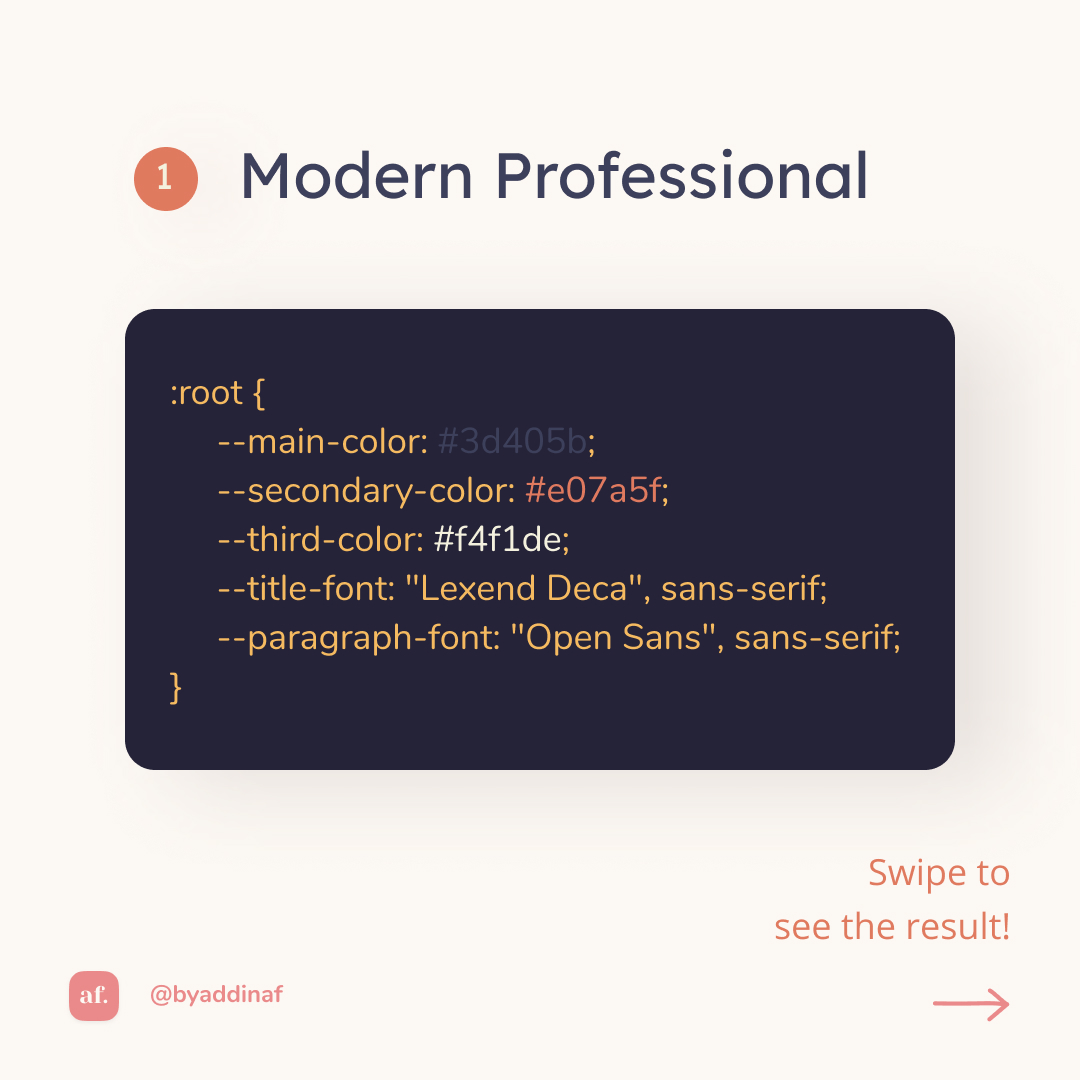 1 Modern Professional
:root {
--main-color: #3d405b;
--secondary-color: #e07a5f;
--third-color: #f4f1de;
--title-font: "Lexend Deca", sans-serif;
--paragraph-font: "Open Sans", sans-serif;
}
Swipe to
see the result!
af. @byaddinaf